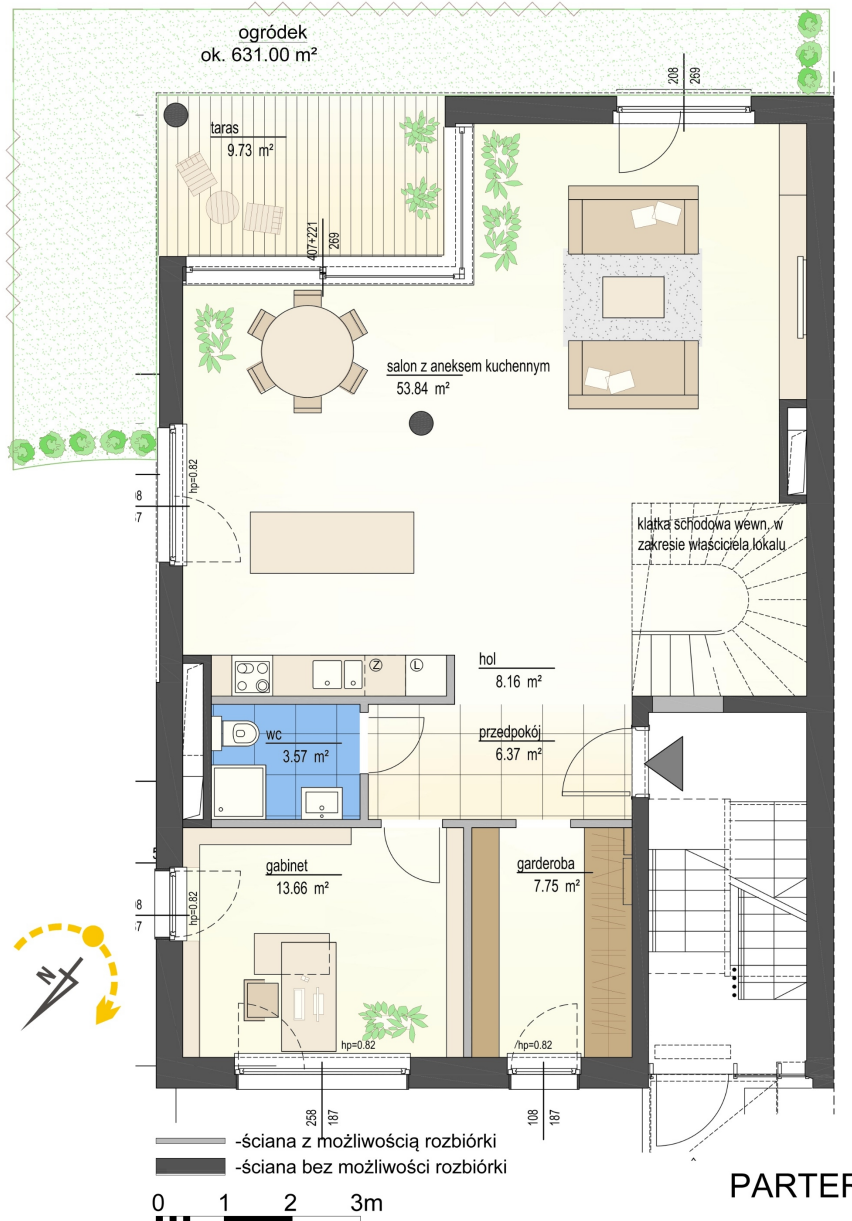 ogródek
ok. 631.00 m²
208
269
taras
9.73 m²
407+221
269
salon z aneksem kuchennym
53.84 m²
hp=0.82
klatka schodowa wewn. w
zakresie właściciela lokalu
hol
8.16 m²
Z
L
wc
3.57 m²
przedpokój
6.37 m²
gabinet
13.66 m²
garderoba
7.75 m²
hp=0.82
N
hp=0.82
hp=0.82
258
187
108
187
-ściana z możliwością rozbiórki
-ściana bez możliwości rozbiórki
PARTER
0 1 2 3m